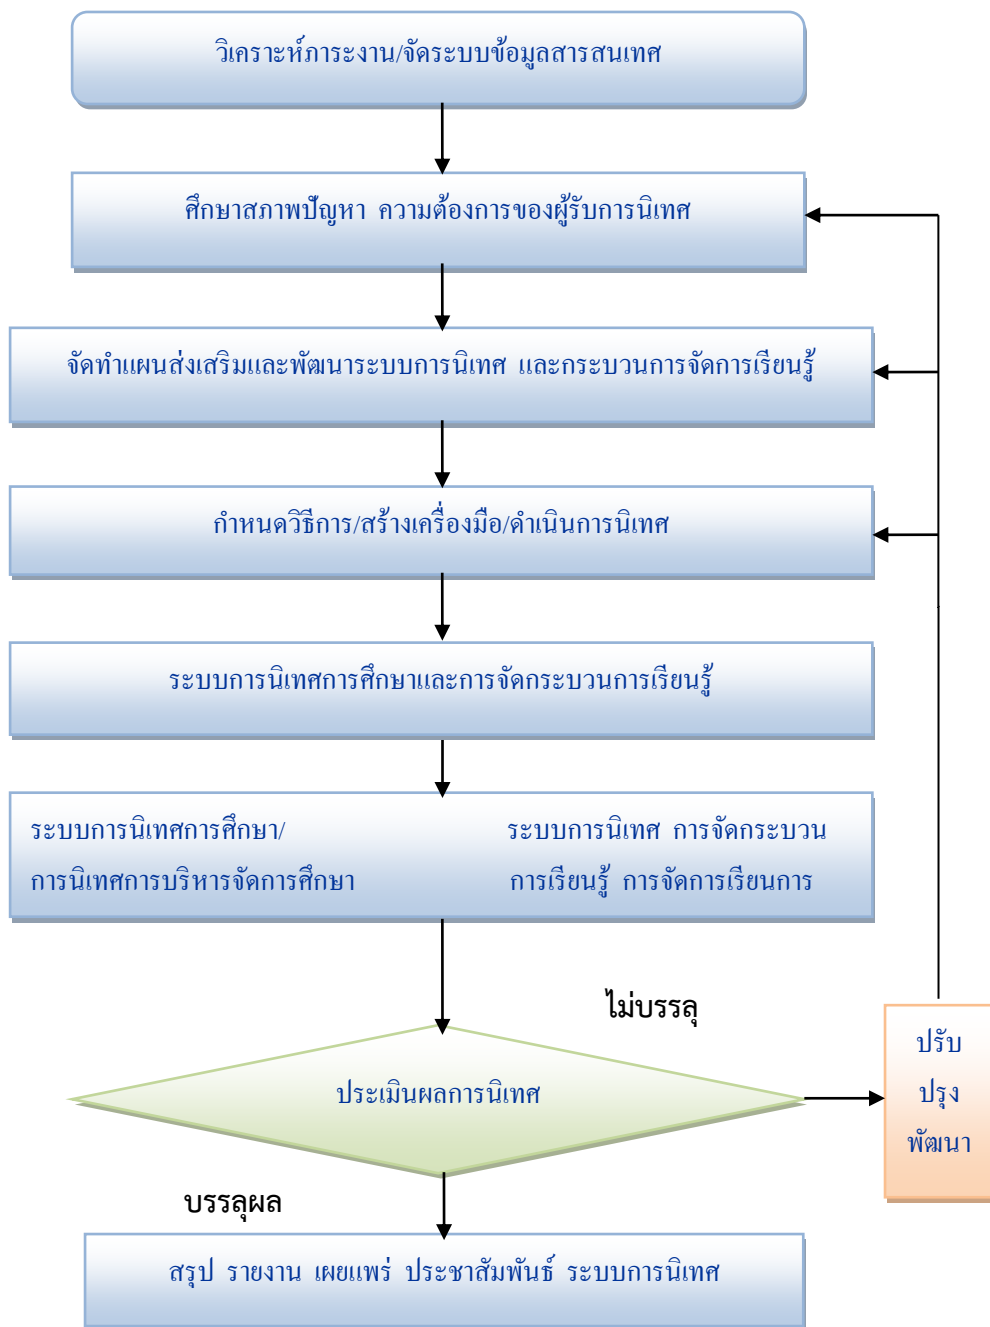 วิเคราะห์ภาระงาน/จัดระบบข้อมูลสารสนเทศ
ศึกษาสภาพปัญหา ความต้องการของผู้รับการนิเทศ
จัดทำแผนส่งเสริมและพัฒนาระบบการนิเทศ และกระบวนการจัดการเรียนรู้
กำหนดวิธีการ/สร้างเครื่องมือ/ดำเนินการนิเทศ
ระบบการนิเทศการศึกษาและการจัดกระบวนการเรียนรู้
ระบบการนิเทศการศึกษา/
การนิเทศการบริหารจัดการศึกษา
ระบบการนิเทศ การจัดกระบวน
การเรียนรู้ การจัดการเรียนการ
ไม่บรรลุ
ประเมินผลการนิเทศ
ปรับ
ปรุง
พัฒนา
บรรลุผล
สรุป รายงาน เผยแพร่ ประชาสัมพันธ์ ระบบการนิเทศ